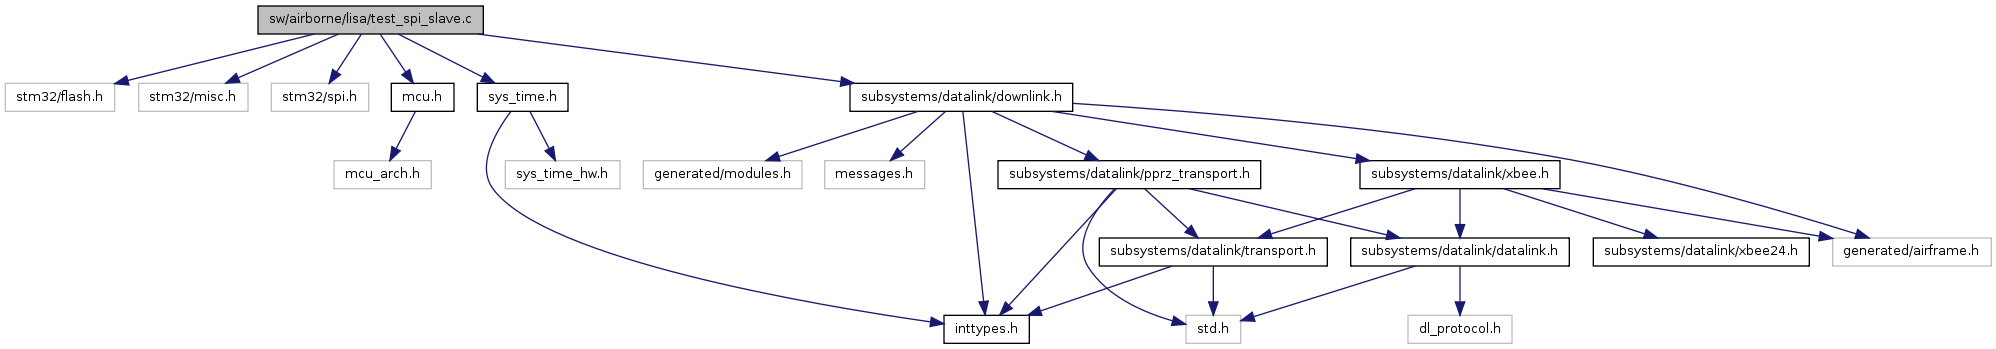 sw/airborne/lisa/test_spi_slave.c
stm32/flash.h
stm32/misc.h
stm32/spi.h
mcu.h
sys_time.h
subsystems/datalink/downlink.h
mcu_arch.h
sys_time_hw.h
generated/modules.h
messages.h
subsystems/datalink/pprz_transport.h
subsystems/datalink/xbee.h
subsystems/datalink/transport.h
subsystems/datalink/datalink.h
subsystems/datalink/xbee24.h
generated/airframe.h
inttypes.h
std.h
dl_protocol.h